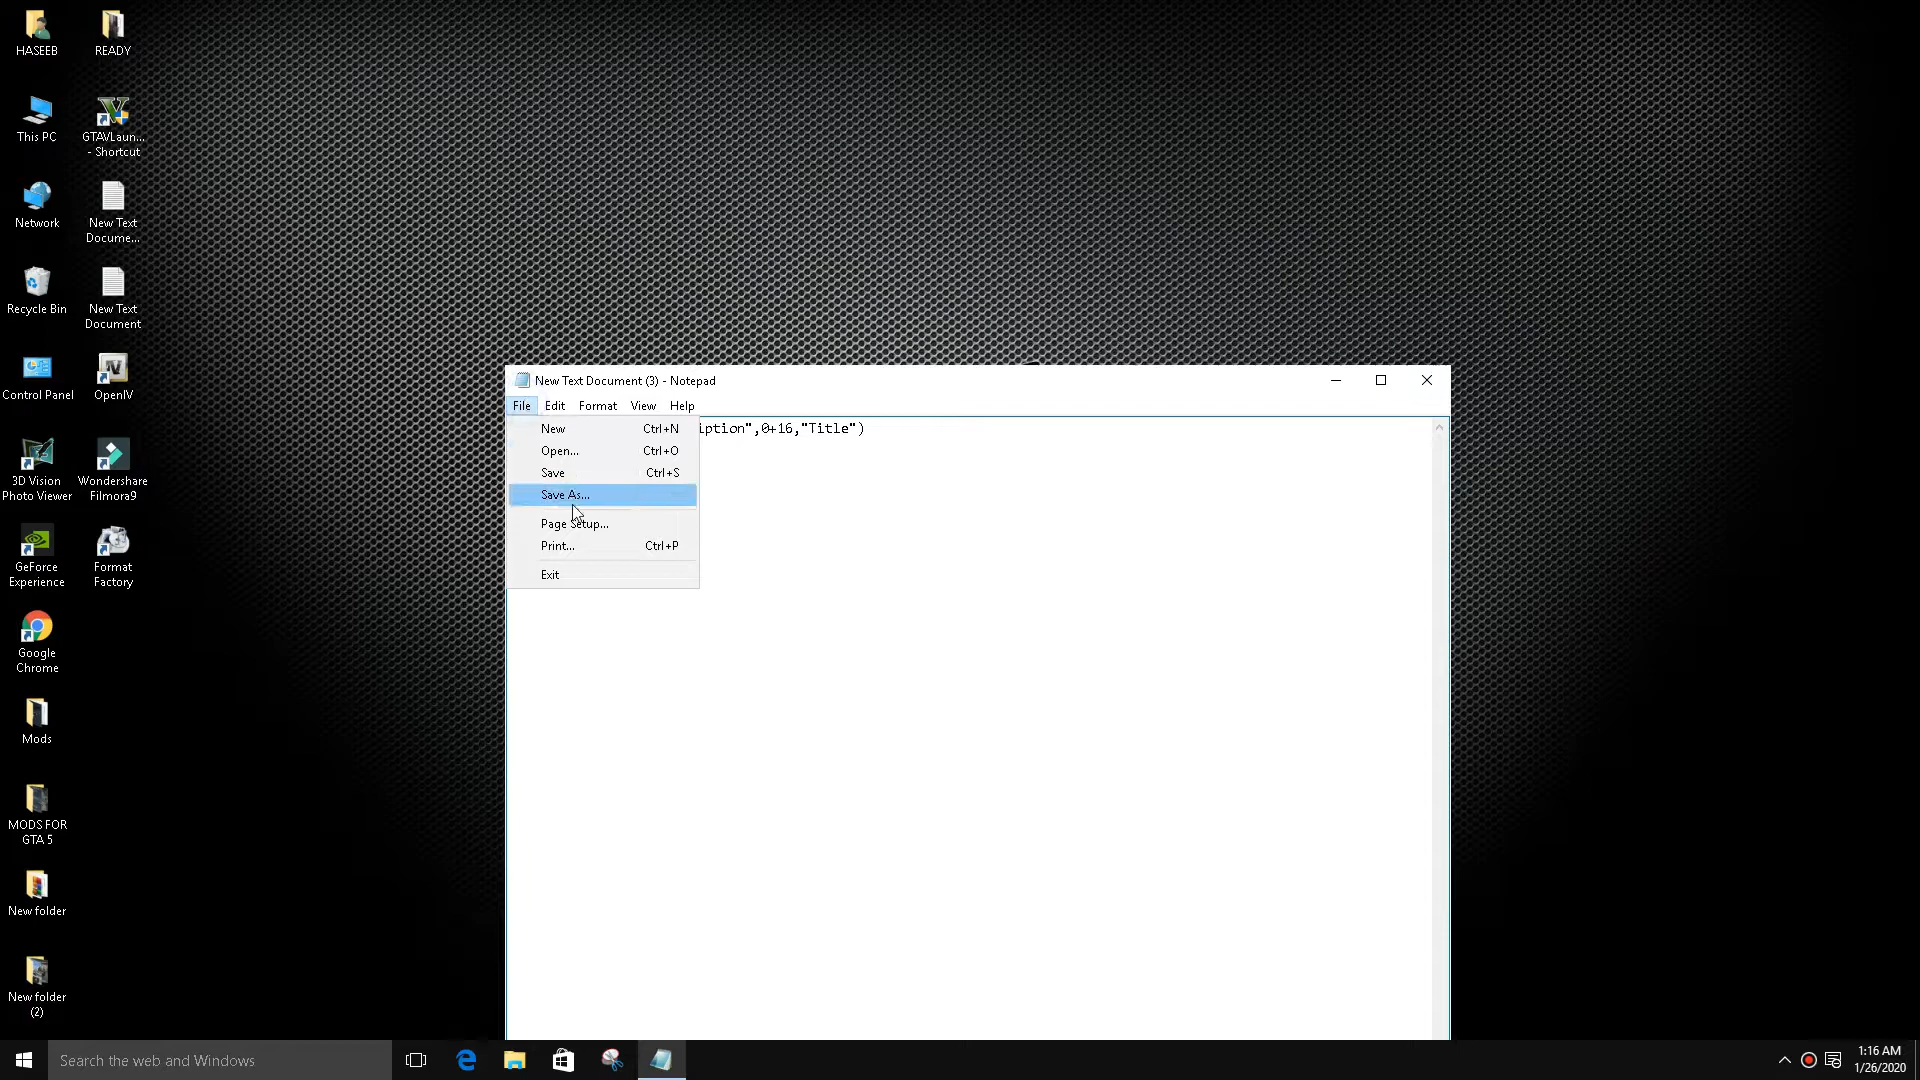 HASEEB
READY
This PC
GTAVLaun...
- Shortcut
Network
New Text
Docume...
Recycle Bin
New Text
Document
Control Panel
OpenIV
3D Vision
Photo Viewer
Wondershare
Filmora9
GeForce
Experience
Format
Factory
Google
Chrome
Mods
MODS FOR
GTA 5
New folder
New folder
(2)
New Text Document (3) - Notepad
File Edit Format View Help
iption",0+16,"Title")
New Ctrl+N
Open... Ctrl+O
Save Ctrl+S
Save As...
Page Setup...
Print... Ctrl+P
Exit
Search the web and Windows
1:16 AM
1/26/2020